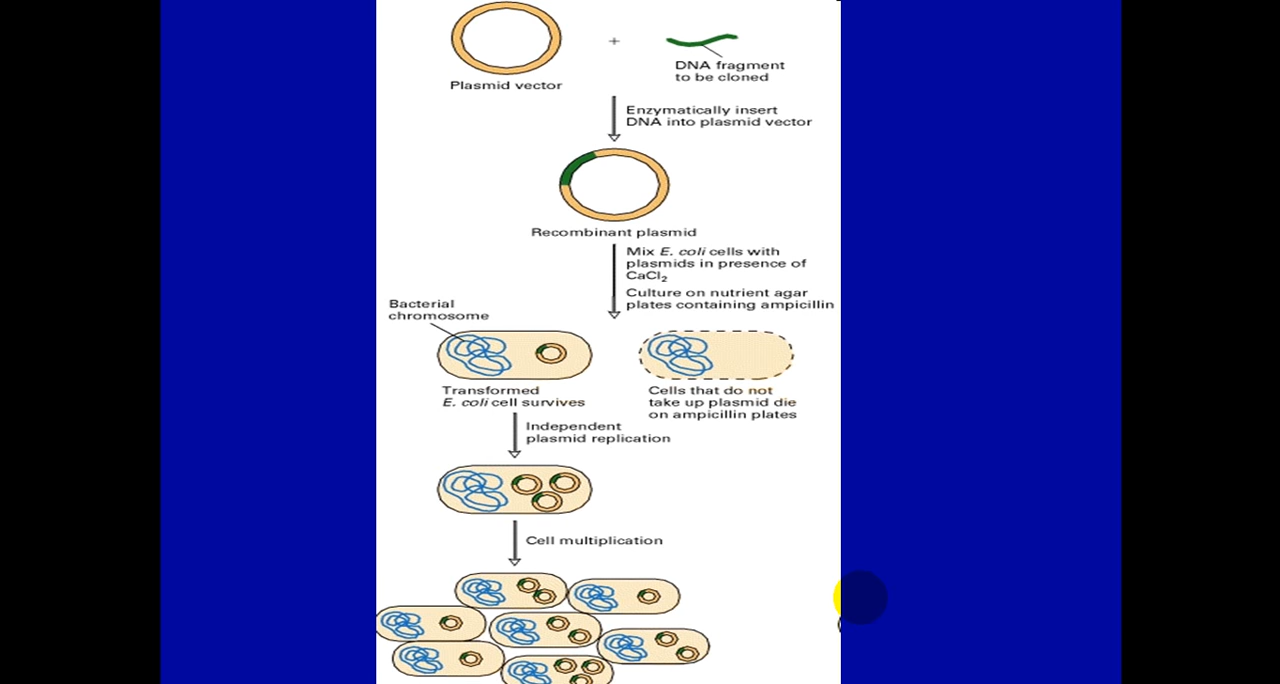 +
DNA fragment
to be cloned
Plasmid vector
Enzymatically insert
DNA into plasmid vector
Recombinant plasmid
Mix E. coli cells with
plasmids in presence of
CaCl₂
Culture on nutrient agar
plates containing ampicillin
Bacterial
chromosome
Transformed
E. coli cell survives
Cells that do not
take up plasmid die
on ampicillin plates
Independent
plasmid replication
Cell multiplication